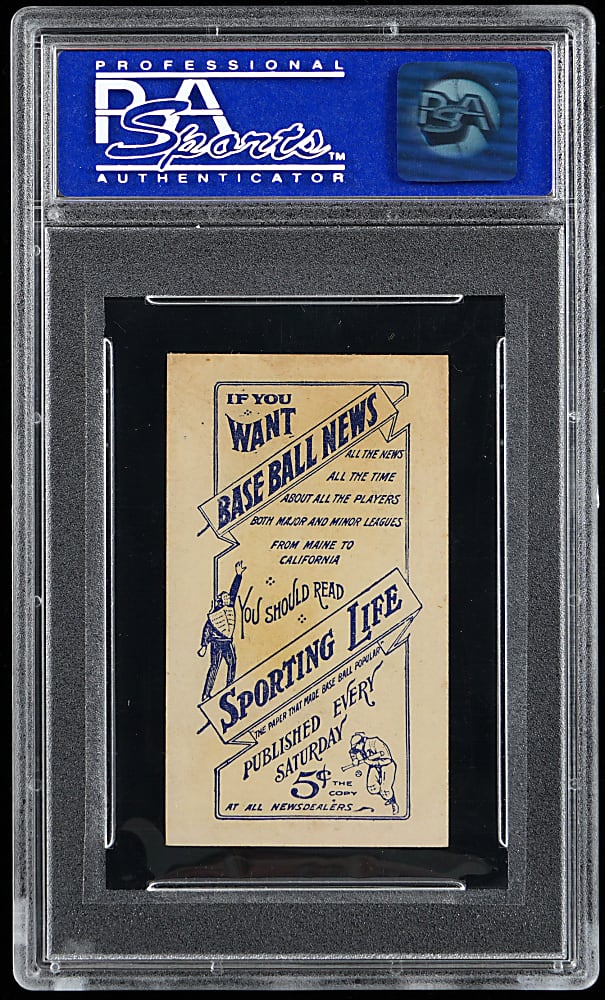 PROFESSIONAL
PSA
Sports TM
AUTHENTICATOR
PSA
IF YOU
WANT
BASE BALL NEWS
ALL THE NEWS
ALL THE TIME
ABOUT ALL THE PLAYERS
BOTH MAJOR AND MINOR LEAGUES
FROM MAINE TO
CALIFORNIA
YOU SHOULD READ
SPORTING LIFE
THE PAPER THAT MADE BASE BALL POPULAR
PUBLISHED EVERY
SATURDAY
5¢ THE
COPY
AT ALL NEWSDEALERS